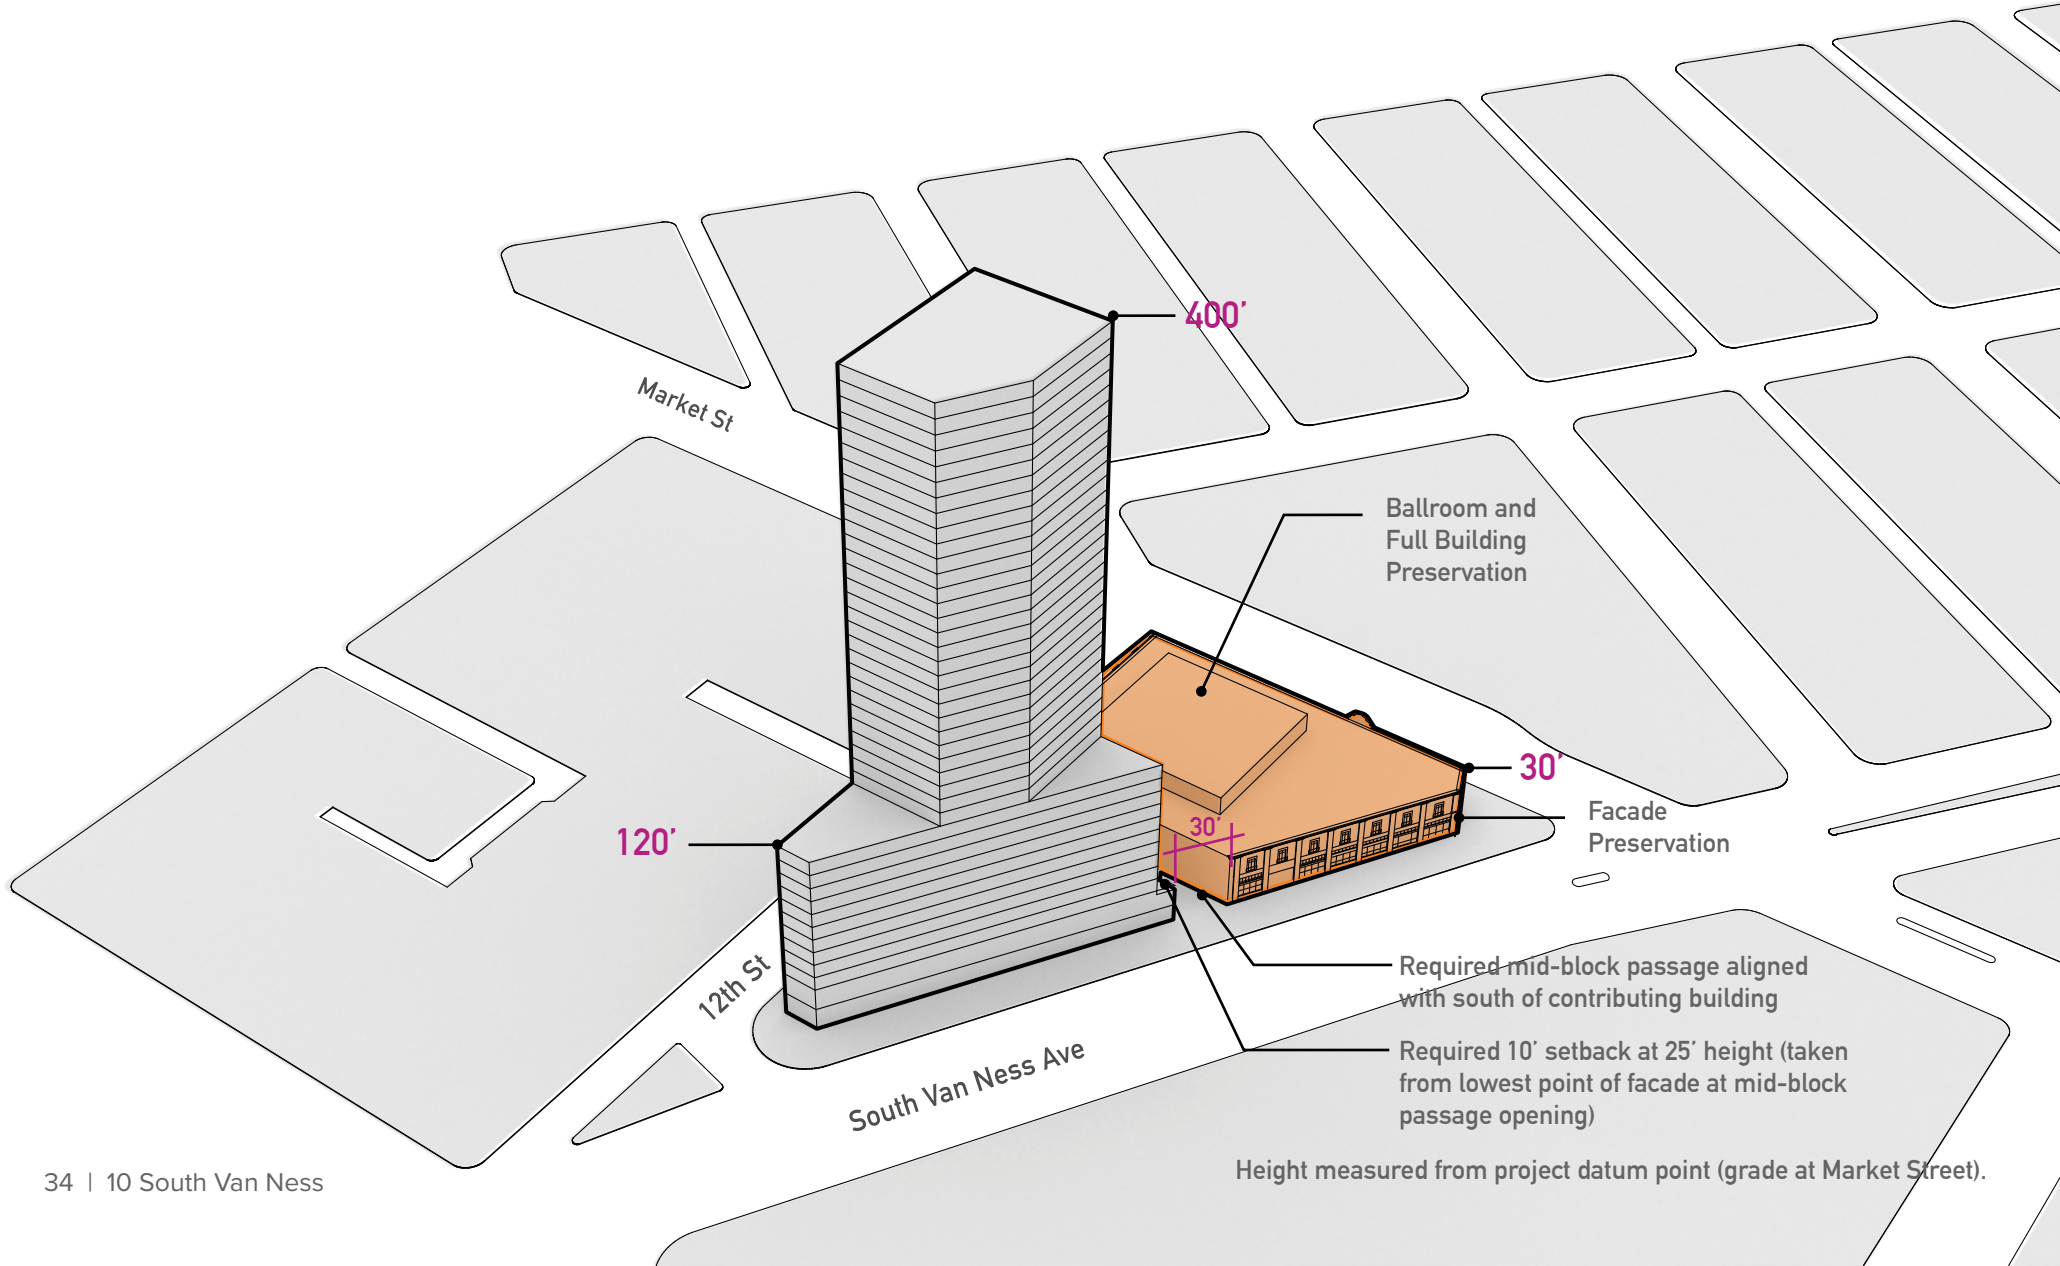 400’
Market St
Ballroom and
Full Building
Preservation
30’
Facade
Preservation
30’
120’
12th St
Required mid-block passage aligned
with south of contributing building
South Van Ness Ave
Required 10’ setback at 25’ height (taken
from lowest point of facade at mid-block
passage opening)
Height measured from project datum point (grade at Market Street).
34 | 10 South Van Ness